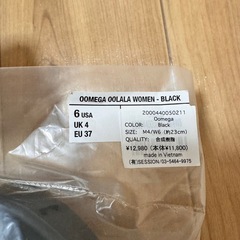 OOMEGA OOLALA WOMEN - BLACK
6 USA
UK 4
EU 37
2000440050211
Oomega
COLOR: Black
SIZE: M4/W6 (約23cm)
QUALITY: 合成樹脂
¥12,980 (本体¥11,800)
made in Vietnam
(有)SESSION/03-5464-9975